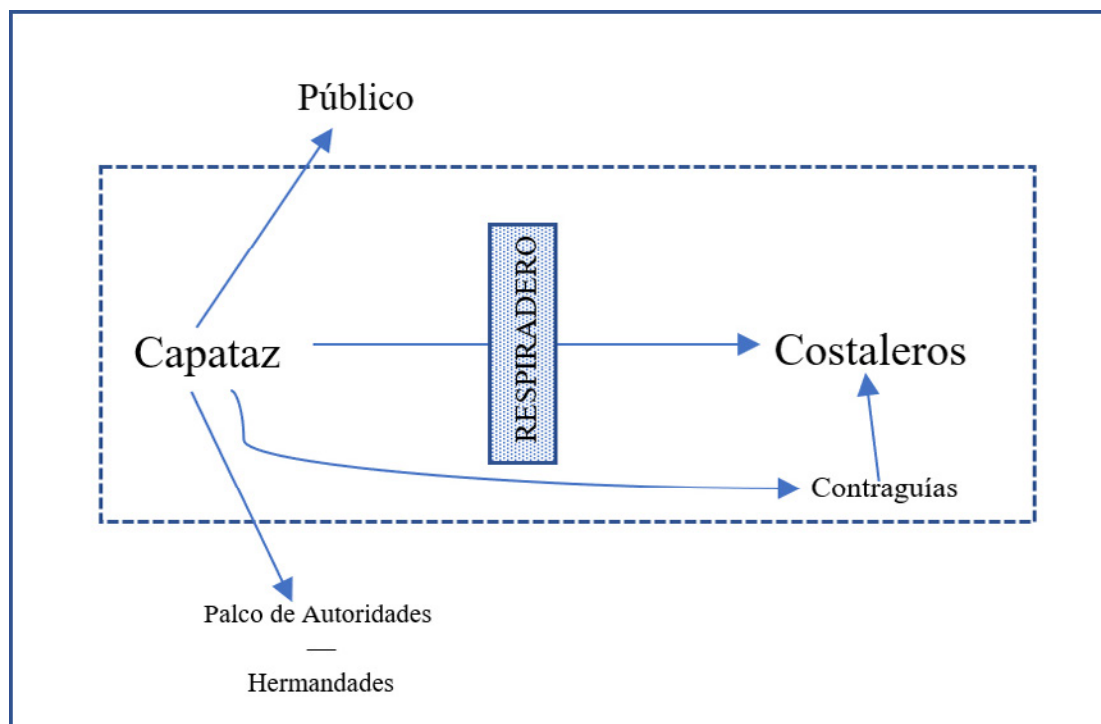 Público
RESPIRADERO
Capataz
Costaleros
Contraguías
Palco de Autoridades
—
Hermandades